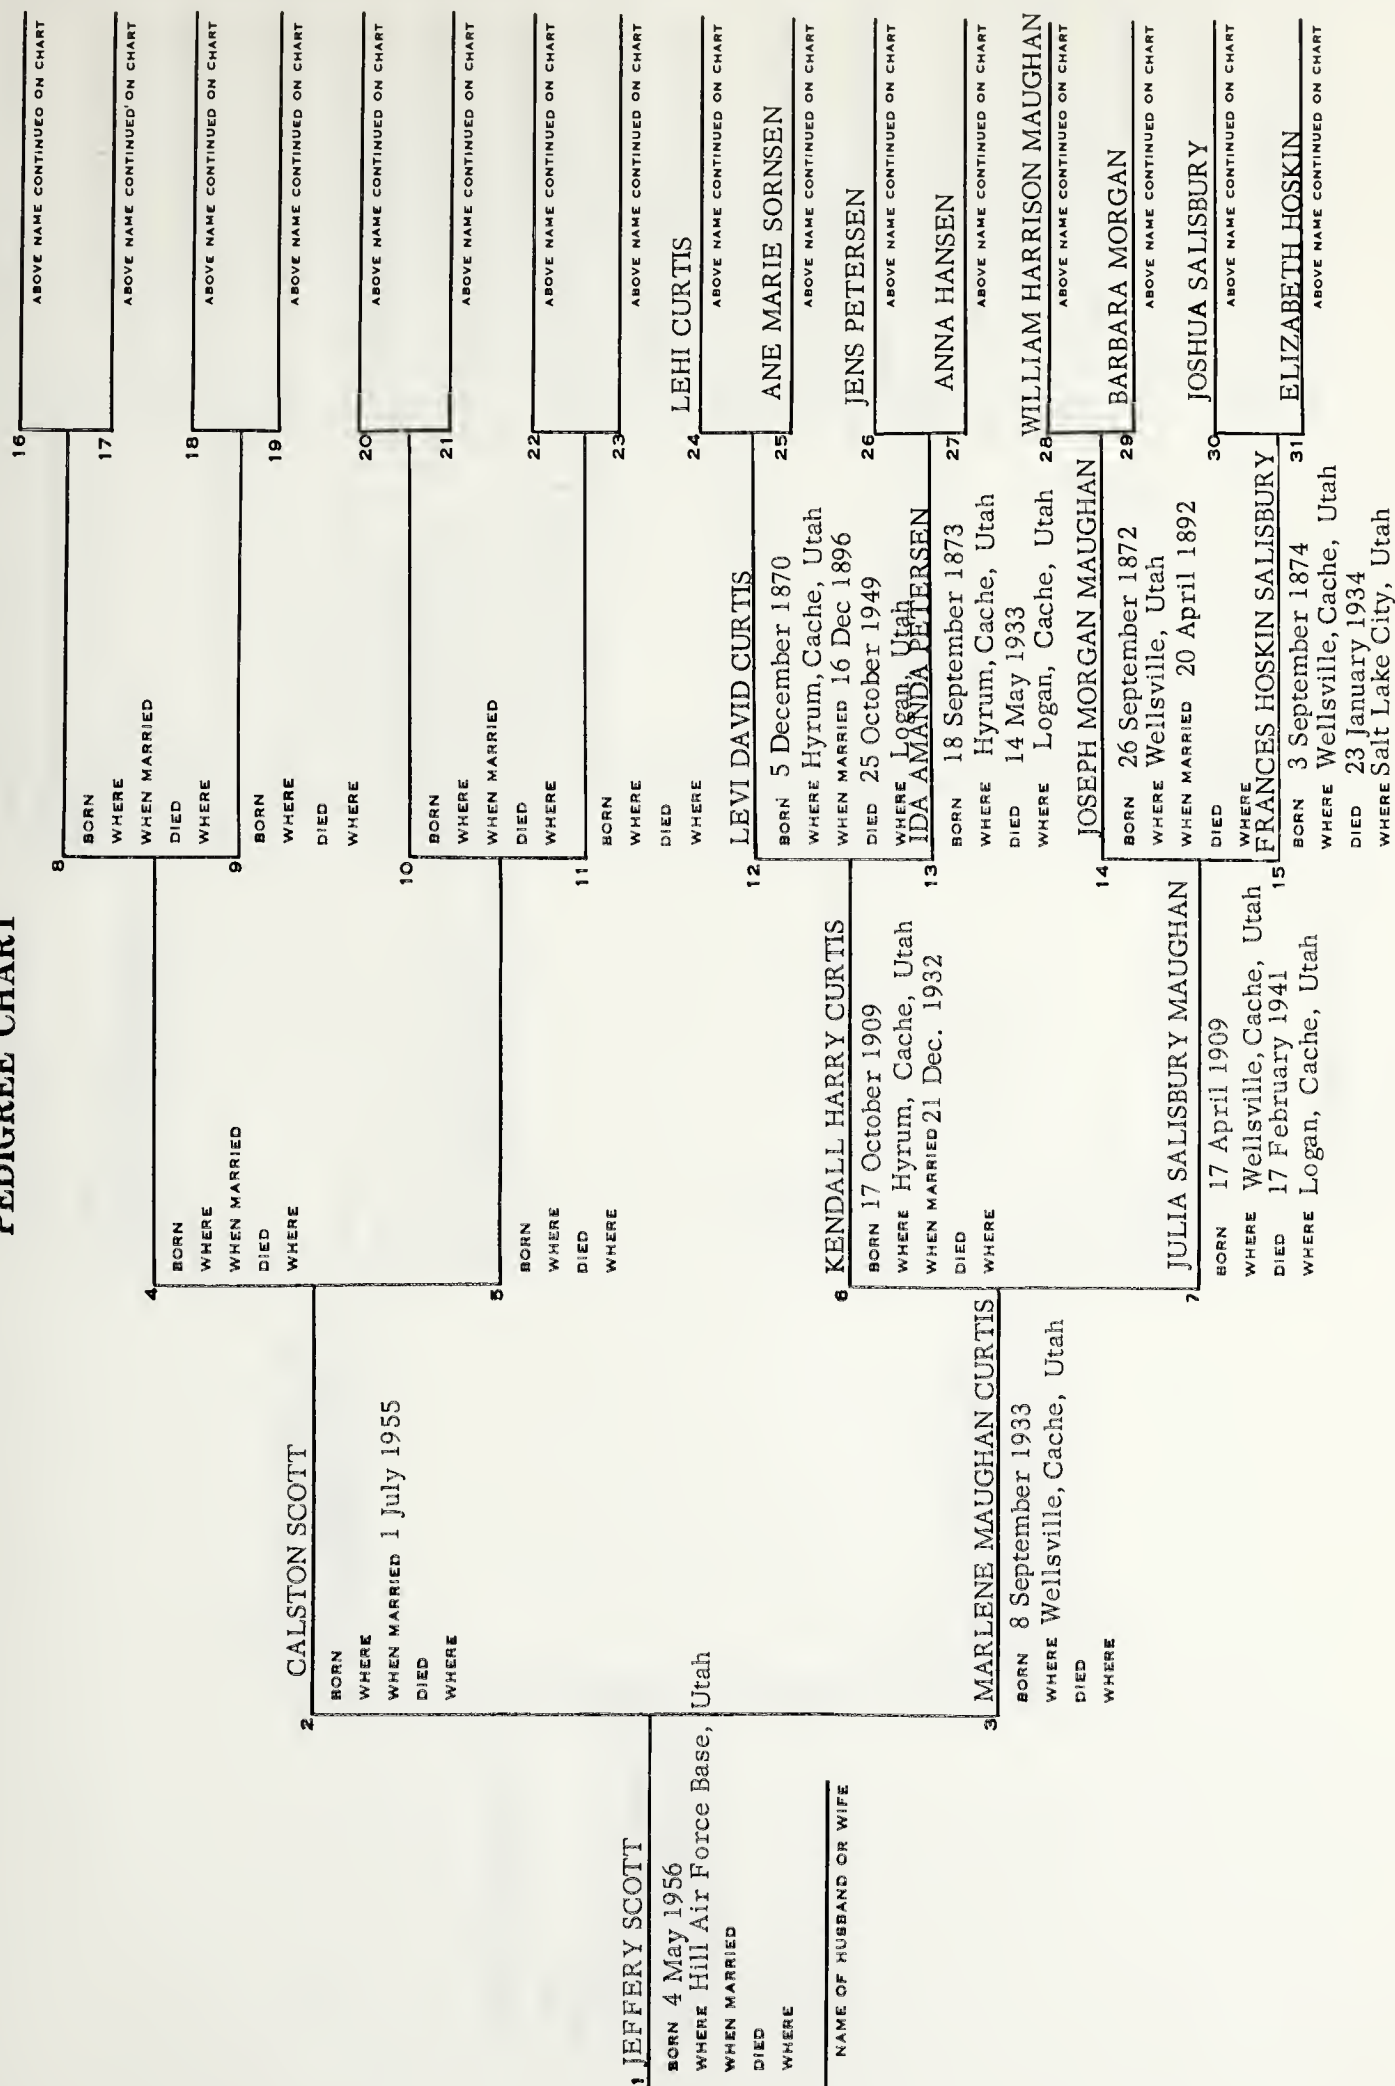 PEDIGREE CHART
1 JEFFERY SCOTT
BORN 4 May 1956
WHERE Hill Air Force Base, Utah
WHEN MARRIED
DIED
WHERE
NAME OF HUSBAND OR WIFE
2 CALSTON SCOTT
BORN
WHERE
WHEN MARRIED 1 July 1955
DIED
WHERE
3 MARLENE MAUGHAN CURTIS
BORN 8 September 1933
WHERE Wellsville, Cache, Utah
DIED
WHERE
4
BORN
WHERE
WHEN MARRIED
DIED
WHERE
5
BORN
WHERE
DIED
WHERE
6 KENDALL HARRY CURTIS
BORN 17 October 1909
WHERE Hyrum, Cache, Utah
WHEN MARRIED 21 Dec. 1932
DIED
WHERE
7 JULIA SALISBURY MAUGHAN
BORN 17 April 1909
WHERE Wellsville, Cache, Utah
DIED 17 February 1941
WHERE Logan, Cache, Utah
8
BORN
WHERE
WHEN MARRIED
DIED
WHERE
9
BORN
WHERE
DIED
WHERE
10
BORN
WHERE
WHEN MARRIED
DIED
WHERE
11
BORN
WHERE
DIED
WHERE
12 LEVI DAVID CURTIS
BORN 5 December 1870
WHERE Hyrum, Cache, Utah
WHEN MARRIED 16 Dec 1896
DIED 25 October 1949
WHERE Logan, Utah
13 IDA AMANDA PETERSEN
BORN 18 September 1873
WHERE Hyrum, Cache, Utah
DIED 14 May 1933
WHERE Logan, Cache, Utah
14 JOSEPH MORGAN MAUGHAN
BORN 26 September 1872
WHERE Wellsville, Utah
WHEN MARRIED 20 April 1892
DIED
WHERE
15 FRANCES HOSKIN SALISBURY
BORN 3 September 1874
WHERE Wellsville, Cache, Utah
DIED 23 January 1934
WHERE Salt Lake City, Utah
16
ABOVE NAME CONTINUED ON CHART
17
ABOVE NAME CONTINUED ON CHART
18
ABOVE NAME CONTINUED ON CHART
19
ABOVE NAME CONTINUED ON CHART
20
ABOVE NAME CONTINUED ON CHART
21
ABOVE NAME CONTINUED ON CHART
22
ABOVE NAME CONTINUED ON CHART
23
ABOVE NAME CONTINUED ON CHART
24 LEHI CURTIS
ABOVE NAME CONTINUED ON CHART
25 ANE MARIE SORNSEN
ABOVE NAME CONTINUED ON CHART
26 JENS PETERSEN
ABOVE NAME CONTINUED ON CHART
27 ANNA HANSEN
ABOVE NAME CONTINUED ON CHART
28 WILLIAM HARRISON MAUGHAN
ABOVE NAME CONTINUED ON CHART
29 BARBARA MORGAN
ABOVE NAME CONTINUED ON CHART
30 JOSHUA SALISBURY
ABOVE NAME CONTINUED ON CHART
31 ELIZABETH HOSKIN
ABOVE NAME CONTINUED ON CHART